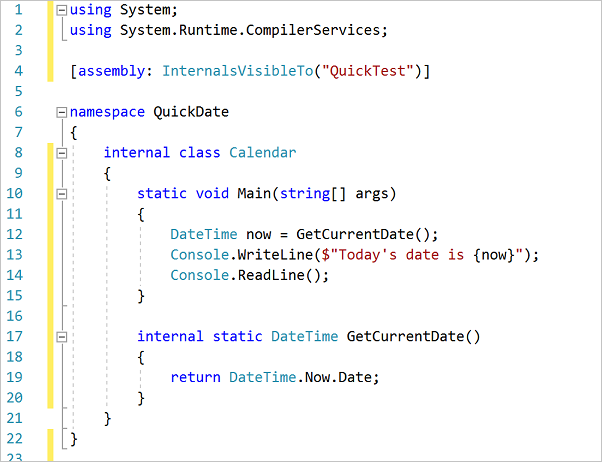 1 using System;
2 using System.Runtime.CompilerServices;
3
4 [assembly: InternalsVisibleTo("QuickTest")]
5
6 namespace QuickDate
7 {
8 internal class Calendar
9 {
10 static void Main(string[] args)
11 {
12 DateTime now = GetCurrentDate();
13 Console.WriteLine($"Today's date is {now}");
14 Console.ReadLine();
15 }
16
17 internal static DateTime GetCurrentDate()
18 {
19 return DateTime.Now.Date;
20 }
21 }
22 }
23